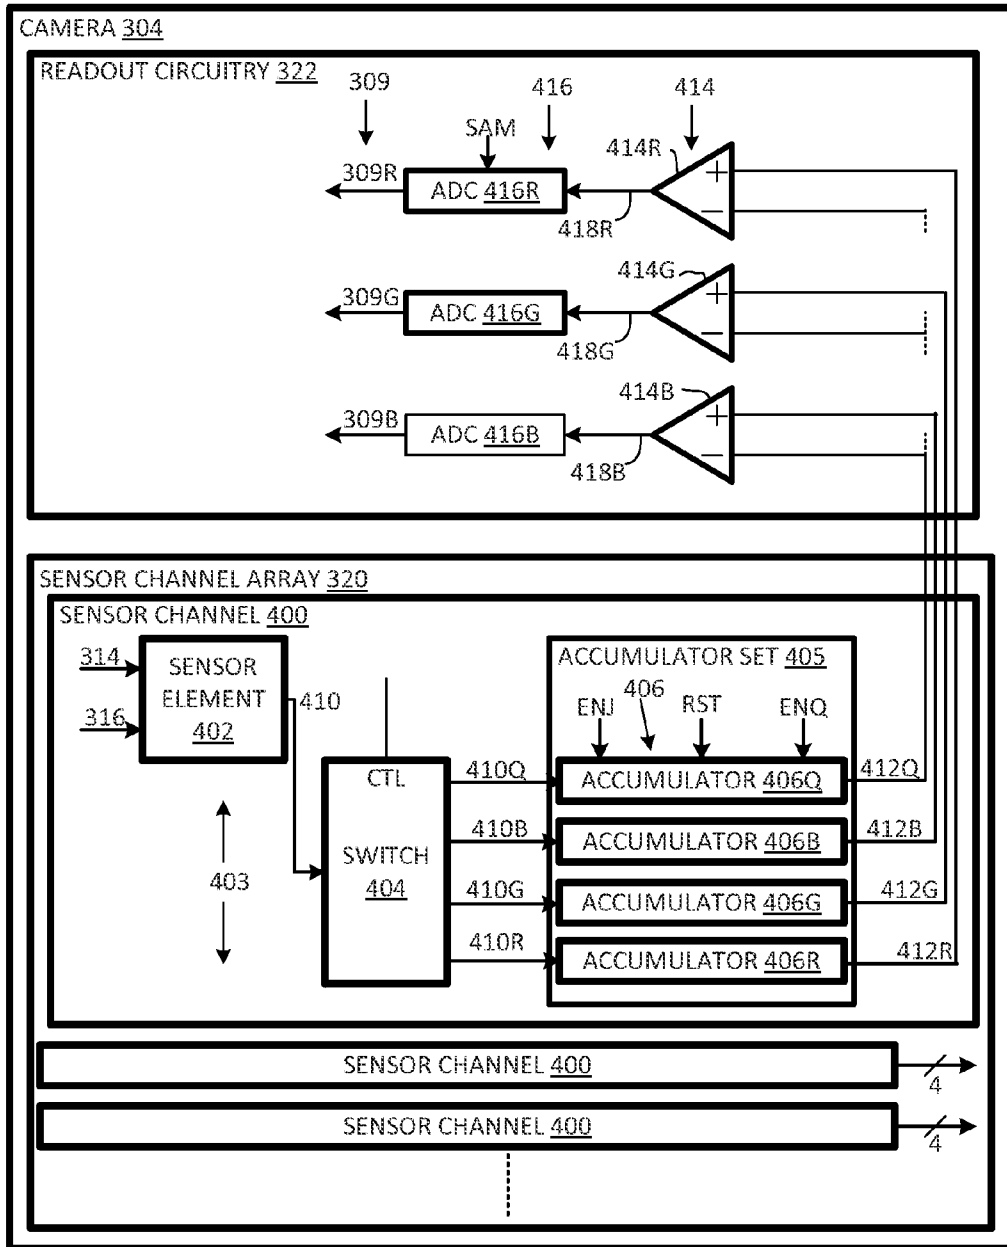 CAMERA 304
READOUT CIRCUITRY 322
309
416
414
SAM
414R
309R
ADC 416R
+
−
418R
414G
309G
ADC 416G
+
−
418G
414B
309B
ADC 416B
+
−
418B
SENSOR CHANNEL ARRAY 320
SENSOR CHANNEL 400
314
316
SENSOR
ELEMENT
402
410
403
CTL
SWITCH
404
410Q
410B
410G
410R
ACCUMULATOR SET 405
406
ENJ
RST
ENQ
ACCUMULATOR 406Q
ACCUMULATOR 406B
ACCUMULATOR 406G
ACCUMULATOR 406R
412Q
412B
412G
412R
SENSOR CHANNEL 400
4
SENSOR CHANNEL 400
4